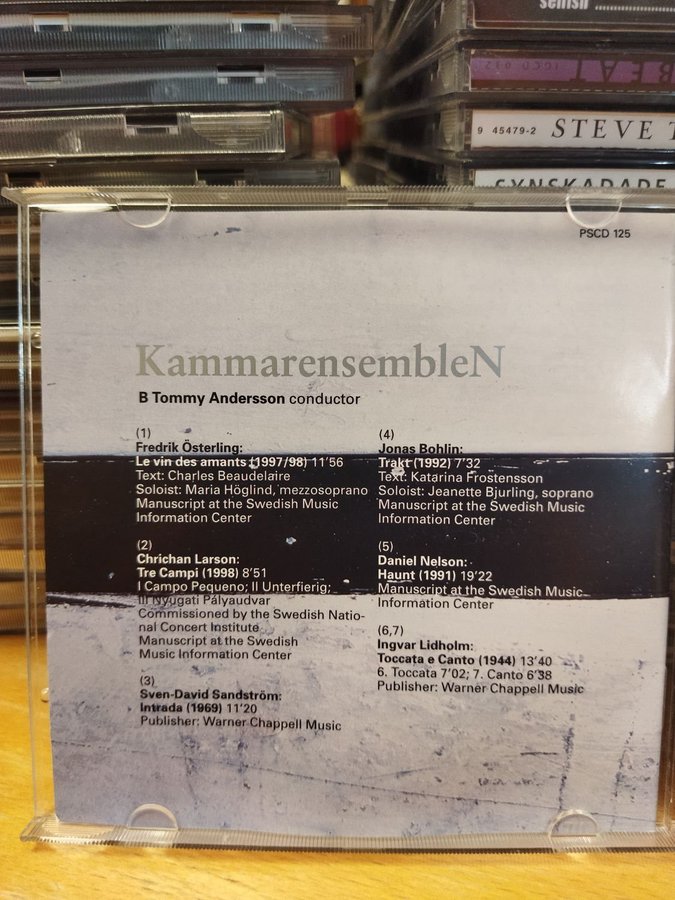 selfish
BEAT
9 45479-2 STEVE
SYNSKADADE
PSCD 125
KammarensembleN
B Tommy Andersson conductor
(1)
Fredrik Österling:
Le vin des amants (1997/98) 11'56
Text: Charles Beaudelaire
Soloist: Maria Höglind, mezzosoprano
Manuscript at the Swedish Music
Information Center
(2)
Chrichan Larson:
Tre Campi (1998) 8'51
I Campo Pequeno; II Unterfierig;
III Nyugati Pályaudvar
Commissioned by the Swedish Natio-
nal Concert Institute
Manuscript at the Swedish
Music Information Center
(3)
Sven-David Sandström:
Intrada (1969) 11'20
Publisher: Warner Chappell Music
(4)
Jonas Bohlin:
Trakt (1992) 7'32
Text: Katarina Frostensson
Soloist: Jeanette Bjurling, soprano
Manuscript at the Swedish Music
Information Center
(5)
Daniel Nelson:
Haunt (1991) 19'22
Manuscript at the Swedish Music
Information Center
(6,7)
Ingvar Lidholm:
Toccata e Canto (1944) 13'40
6. Toccata 7'02; 7. Canto 6'38
Publisher: Warner Chappell Music